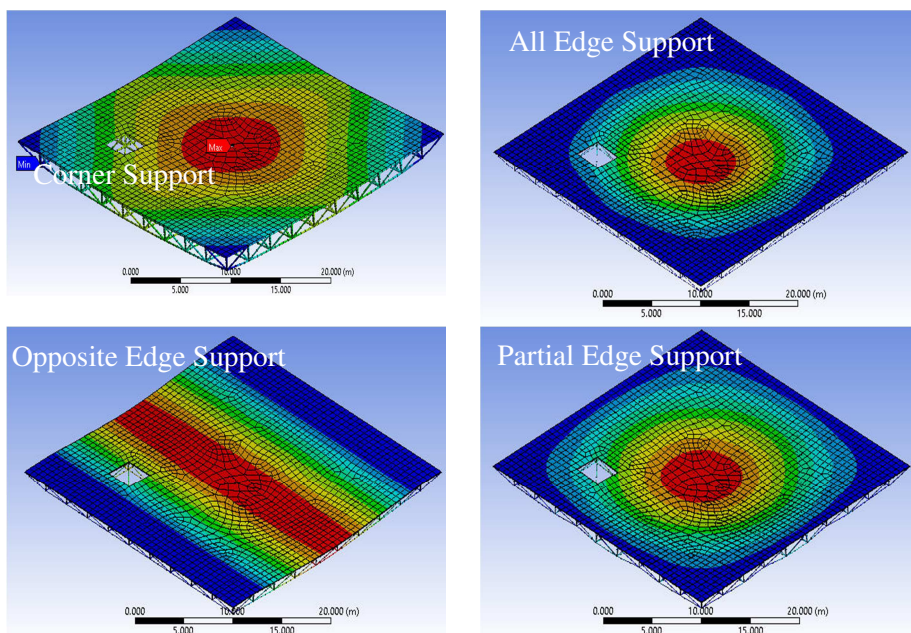 All Edge Support
Max
Min
Corner Support
0.000 10.000 20.000 (m)
5.000 15.000
0.000 10.000 20.000 (m)
5.000 15.000
Opposite Edge Support
Partial Edge Support
0.000 10.000 20.000 (m)
5.000 15.000
0.000 10.000 20.000 (m)
5.000 15.000